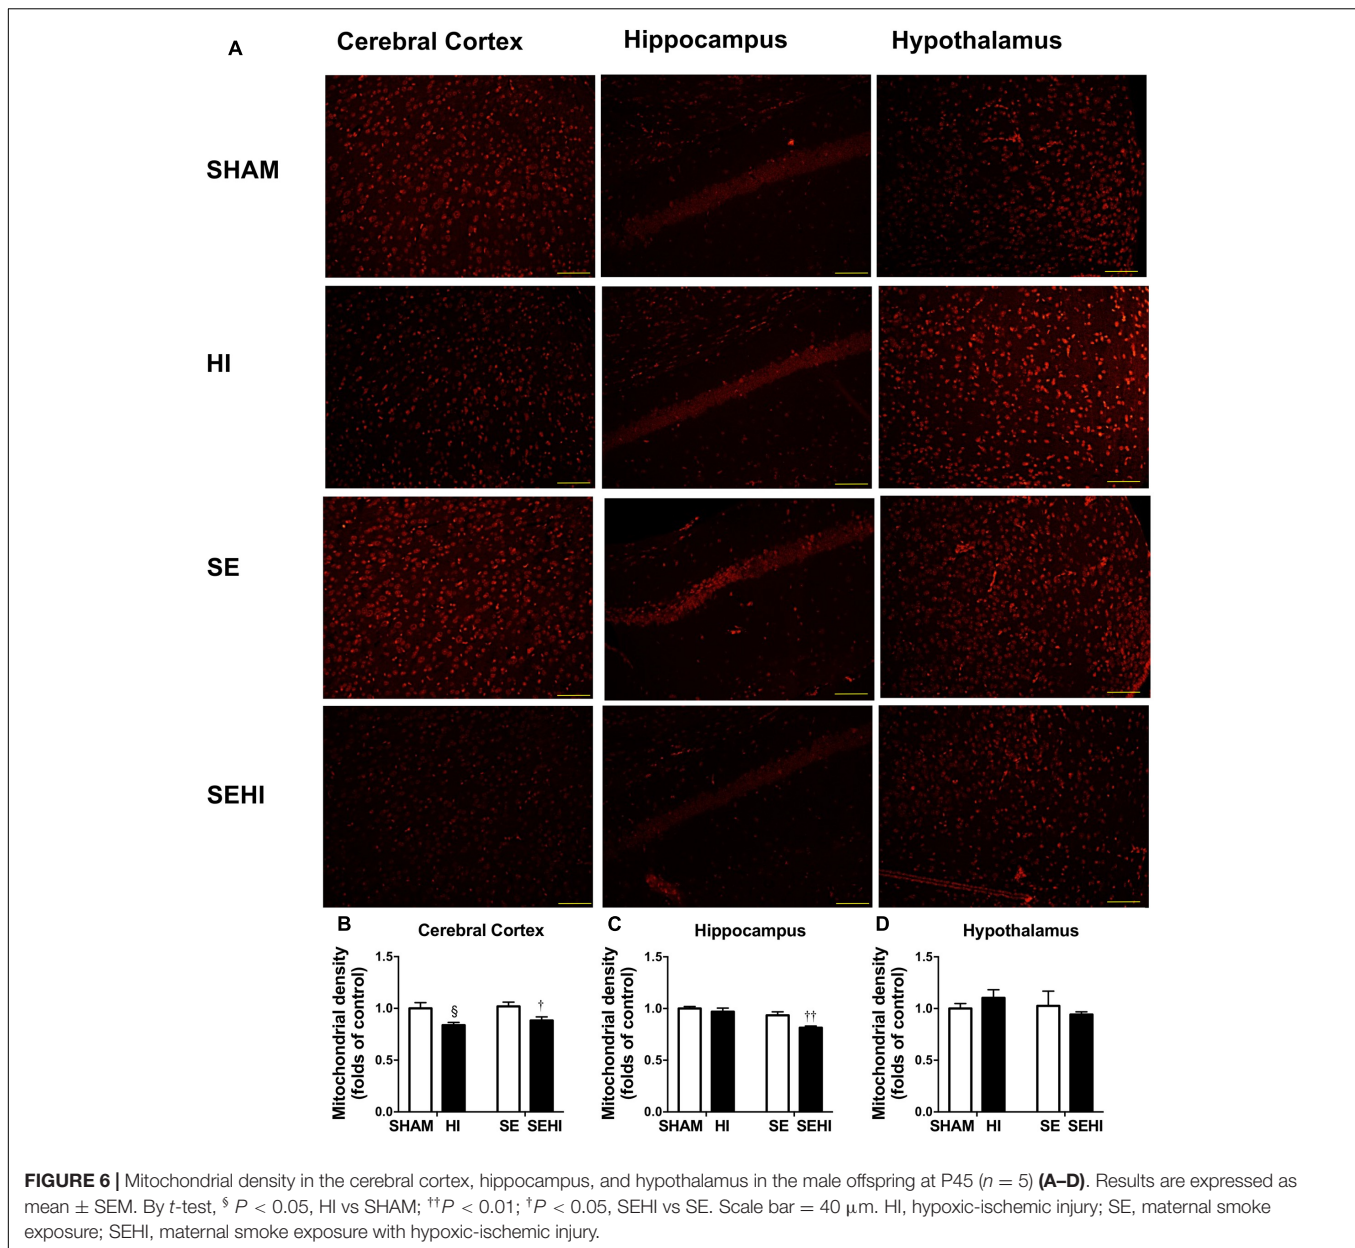 A
Cerebral Cortex Hippocampus Hypothalamus
SHAM
HI
SE
SEHI
B
Cerebral Cortex
Mitochondrial density
(folds of control)
1.5
1.0
0.5
0.0
§
†
SHAM HI SE SEHI
C
Hippocampus
Mitochondrial density
(folds of control)
1.5
1.0
0.5
0.0
††
SHAM HI SE SEHI
D
Hypothalamus
Mitochondrial density
(folds of control)
1.5
1.0
0.5
0.0
SHAM HI SE SEHI
FIGURE 6 | Mitochondrial density in the cerebral cortex, hippocampus, and hypothalamus in the male offspring at P45 (n = 5) (A–D). Results are expressed as
mean ± SEM. By t-test, § P < 0.05, HI vs SHAM; ††P < 0.01; †P < 0.05, SEHI vs SE. Scale bar = 40 μm. HI, hypoxic-ischemic injury; SE, maternal smoke
exposure; SEHI, maternal smoke exposure with hypoxic-ischemic injury.